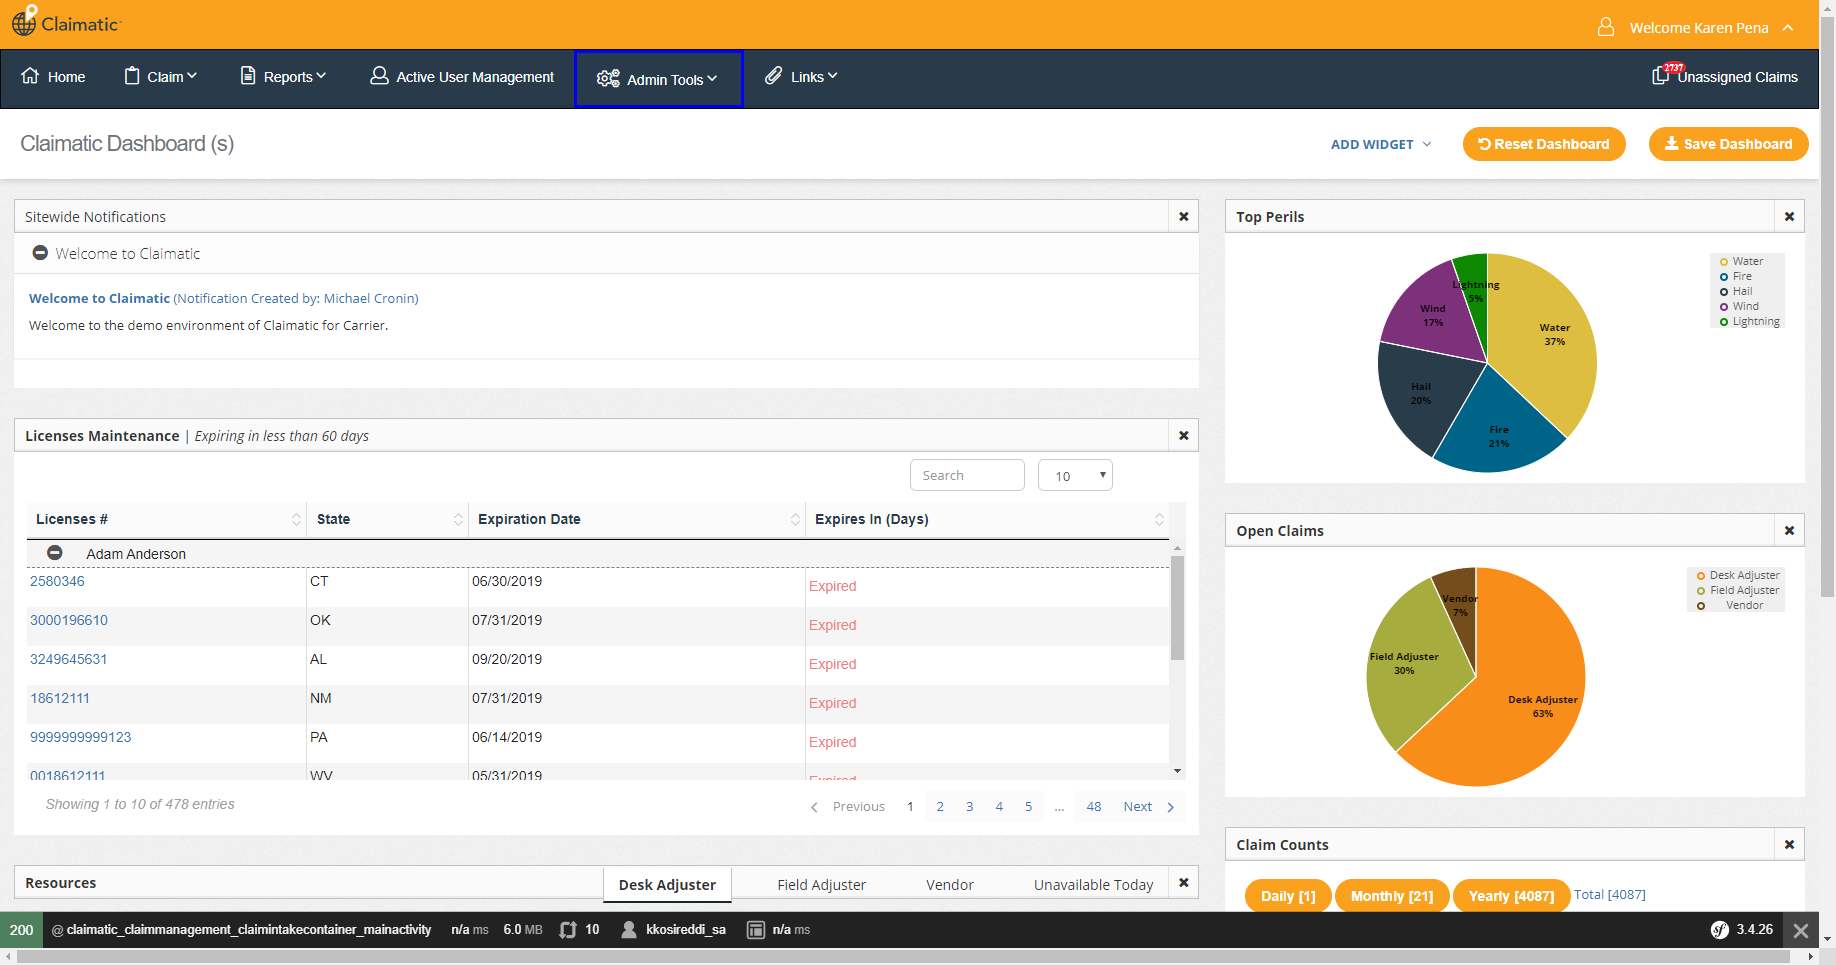 Claimatic
Welcome Karen Pena
Home
Claim
Reports
Active User Management
Admin Tools
Links
2737
Unassigned Claims
Claimatic Dashboard (s)
ADD WIDGET
Reset Dashboard
Save Dashboard
Sitewide Notifications
Welcome to Claimatic
Welcome to Claimatic (Notification Created by: Michael Cronin)
Welcome to the demo environment of Claimatic for Carrier.
Licenses Maintenance | Expiring in less than 60 days
Search
10
Licenses # State Expiration Date Expires In (Days)
Adam Anderson
2580346 CT 06/30/2019 Expired
3000196610 OK 07/31/2019 Expired
3249645631 AL 09/20/2019 Expired
18612111 NM 07/31/2019 Expired
9999999999123 PA 06/14/2019 Expired
0018612111 WV 05/31/2019 Expired
Showing 1 to 10 of 478 entries
Previous 1 2 3 4 5 ... 48 Next
Resources
Desk Adjuster
Field Adjuster
Vendor
Unavailable Today
Top Perils
Water
Fire
Hail
Wind
Lightning
Lightning
5%
Wind
17%
Water
37%
Hail
20%
Fire
21%
Open Claims
Desk Adjuster
Field Adjuster
Vendor
Vendor
7%
Field Adjuster
30%
Desk Adjuster
63%
Claim Counts
Daily [1]
Monthly [21]
Yearly [4087]
Total [4087]
200 @ claimatic_claimmanagement_claimintakecontainer_mainactivity n/a ms 6.0 MB 10 kkosireddi_sa n/a ms
sf 3.4.26